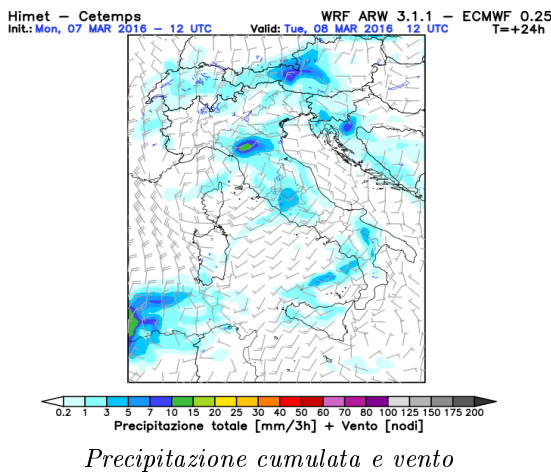 Himet – Cetemps WRF ARW 3.1.1 – ECMWF 0.25
Init.: Mon, 07 MAR 2016 – 12 UTC Valid: Tue, 08 MAR 2016 12 UTC T=+24h
0.2 1 3 5 7 10 15 20 25 30 40 50 60 70 80 100 125 150 175 200
Precipitazione totale [mm/3h] + Vento [nodi]
Precipitazione cumulata e vento